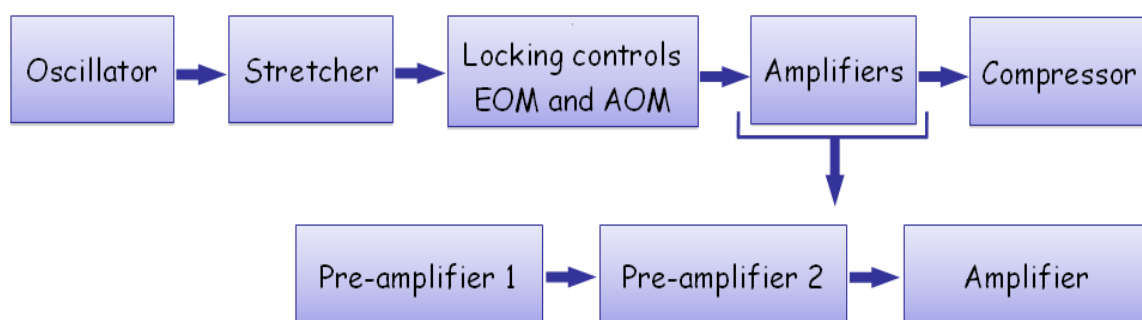 Oscillator
Stretcher
Locking controls
EOM and AOM
Amplifiers
Compressor
Pre-amplifier 1
Pre-amplifier 2
Amplifier